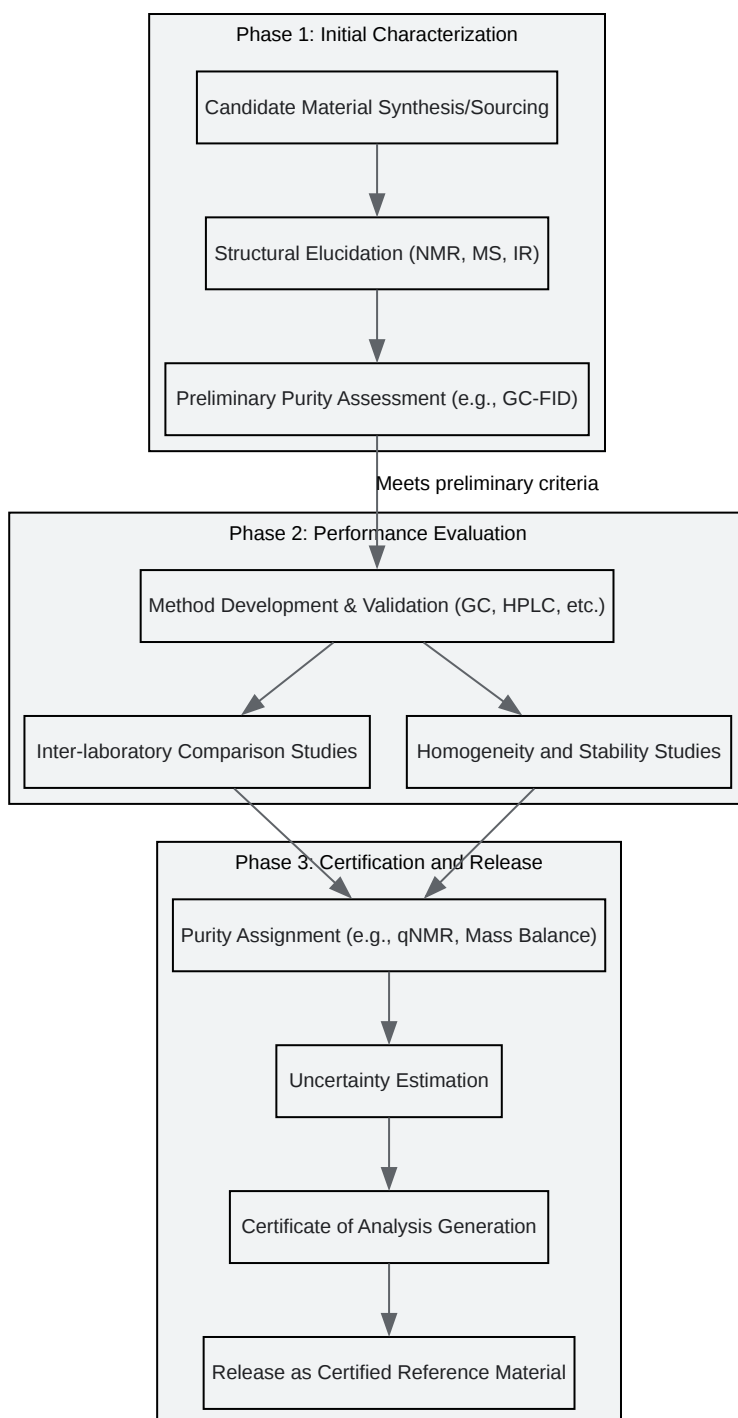 Phase 1: Initial Characterization
Candidate Material Synthesis/Sourcing
Structural Elucidation (NMR, MS, IR)
Preliminary Purity Assessment (e.g., GC-FID)
Meets preliminary criteria
Phase 2: Performance Evaluation
Method Development & Validation (GC, HPLC, etc.)
Inter-laboratory Comparison Studies
Homogeneity and Stability Studies
Phase 3: Certification and Release
Purity Assignment (e.g., qNMR, Mass Balance)
Uncertainty Estimation
Certificate of Analysis Generation
Release as Certified Reference Material